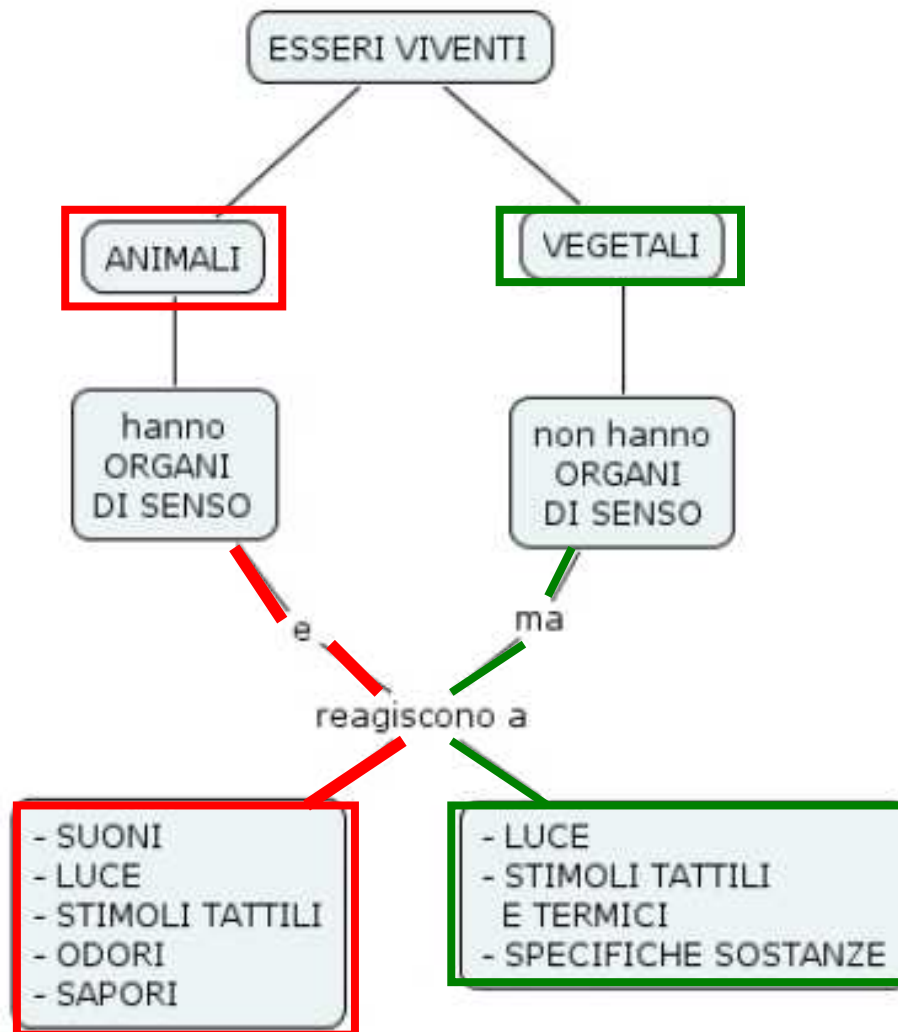 ESSERI VIVENTI
ANIMALI
VEGETALI
hanno
ORGANI
DI SENSO
non hanno
ORGANI
DI SENSO
e
ma
reagiscono a
- SUONI
- LUCE
- STIMOLI TATTILI
- ODORI
- SAPORI
- LUCE
- STIMOLI TATTILI
E TERMICI
- SPECIFICHE SOSTANZE